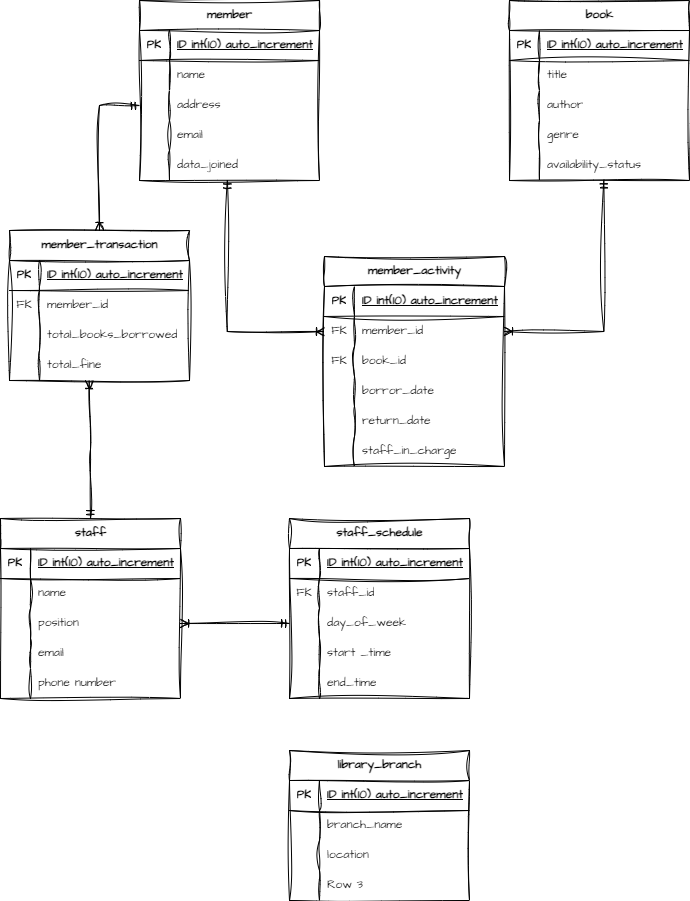 member
PK ID int(10) auto_increment
name
address
email
data_joined
book
PK ID int(10) auto_increment
title
author
genre
availability_status
member_transaction
PK ID int(10) auto_increment
FK member_id
total_books_borrowed
total_fine
member_activity
PK ID int(10) auto_increment
FK member_id
FK book_id
borror_date
return_date
staff_in_charge
staff
PK ID int(10) auto_increment
name
position
email
phone number
staff_schedule
PK ID int(10) auto_increment
FK staff_id
day_of_week
start _time
end_time
library_branch
PK ID int(10) auto_increment
branch_name
location
Row 3